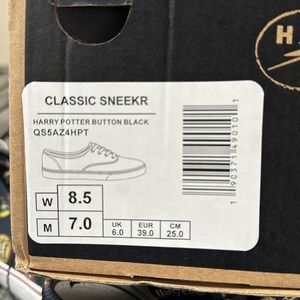 H
CLASSIC SNEEKR
HARRY POTTER BUTTON BLACK
QS5AZ4HPT
W 8.5
M 7.0
UK EUR CM
6.0 39.0 25.0